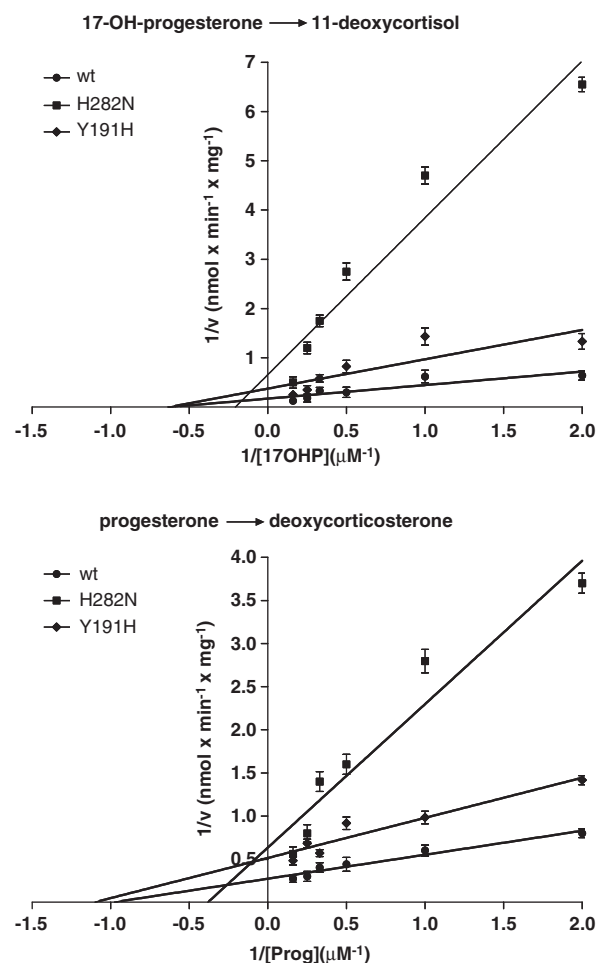 17-OH-progesterone ⟶ 11-deoxycortisol
wt
H282N
Y191H
1/v (nmol x min⁻¹ x mg⁻¹)
7
6
5
4
3
2
1
-1.5 -1.0 -0.5 0.0 0.5 1.0 1.5 2.0
1/[17OHP](μM⁻¹)
progesterone ⟶ deoxycorticosterone
wt
H282N
Y191H
1/v (nmol x min⁻¹ x mg⁻¹)
4.0
3.5
3.0
2.5
2.0
1.5
1.0
0.5
-1.5 -1.0 -0.5 0.0 0.5 1.0 1.5 2.0
1/[Prog](μM⁻¹)